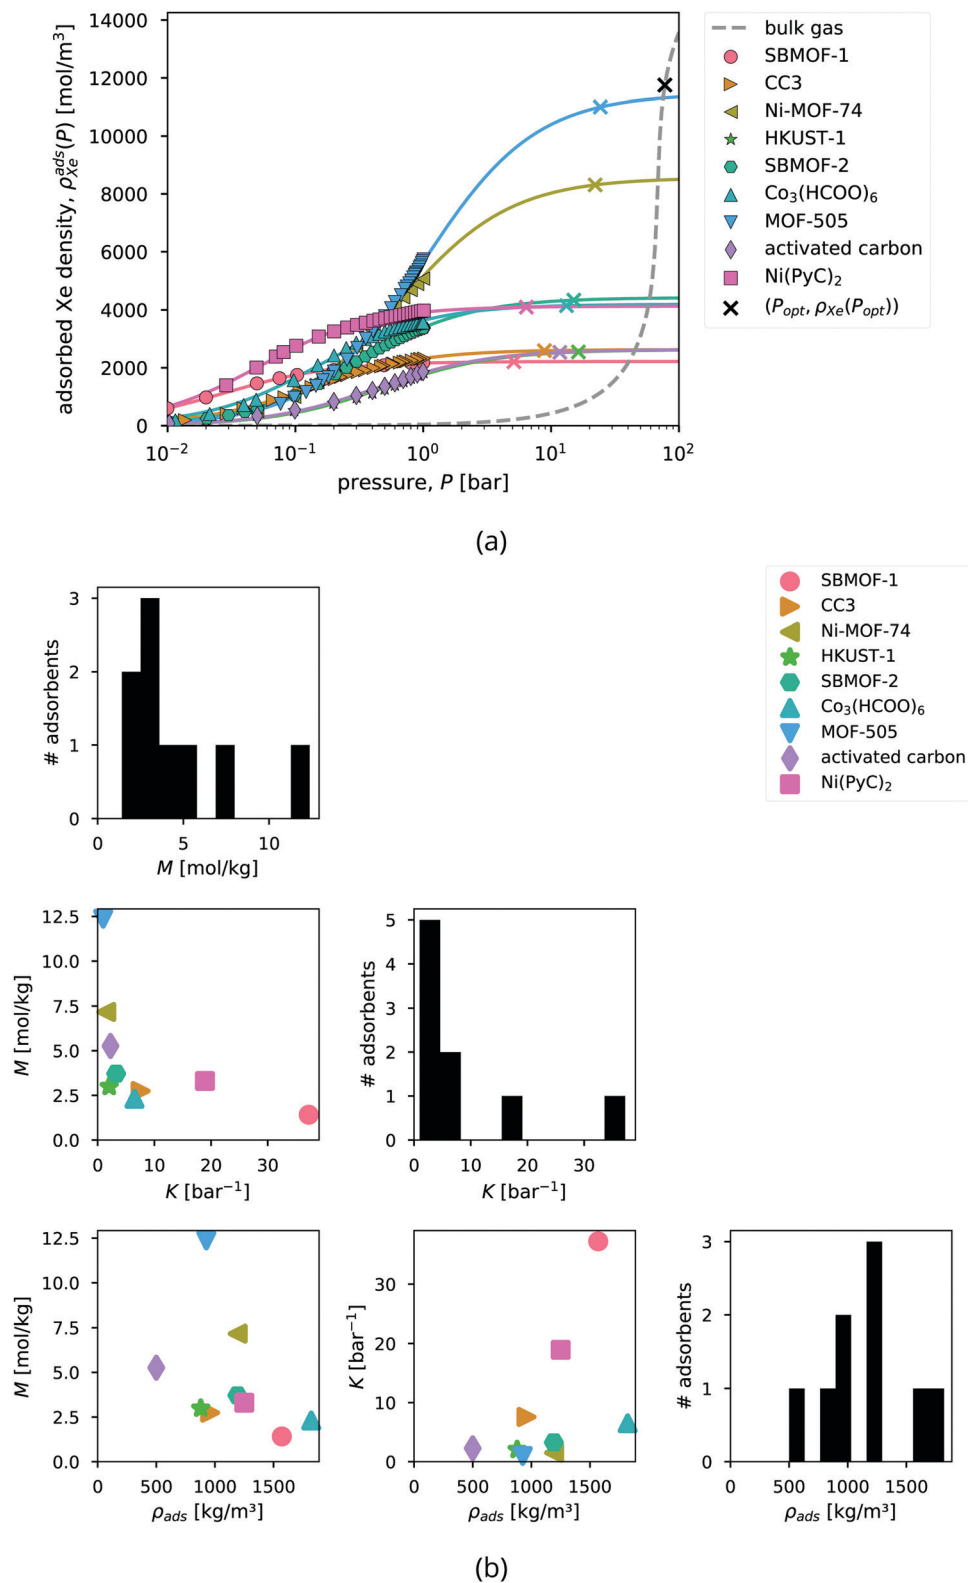 14000
12000
10000
8000
6000
4000
2000
0
adsorbed Xe density, ρ_Xe^ads(P) [mol/m³]
10⁻² 10⁻¹ 10⁰ 10¹ 10²
pressure, P [bar]
bulk gas
SBMOF-1
CC3
Ni-MOF-74
HKUST-1
SBMOF-2
Co₃(HCOO)₆
MOF-505
activated carbon
Ni(PyC)₂
(P_opt, ρ_Xe(P_opt))
(a)
3
2
1
0
# adsorbents
0 5 10
M [mol/kg]
SBMOF-1
CC3
Ni-MOF-74
HKUST-1
SBMOF-2
Co₃(HCOO)₆
MOF-505
activated carbon
Ni(PyC)₂
12.5
10.0
7.5
5.0
2.5
0.0
M [mol/kg]
0 10 20 30
K [bar⁻¹]
5
4
3
2
1
0
# adsorbents
0 10 20 30
K [bar⁻¹]
12.5
10.0
7.5
5.0
2.5
0.0
M [mol/kg]
0 500 1000 1500
ρ_ads [kg/m³]
30
20
10
0
K [bar⁻¹]
0 500 1000 1500
ρ_ads [kg/m³]
3
2
1
0
# adsorbents
0 500 1000 1500
ρ_ads [kg/m³]
(b)